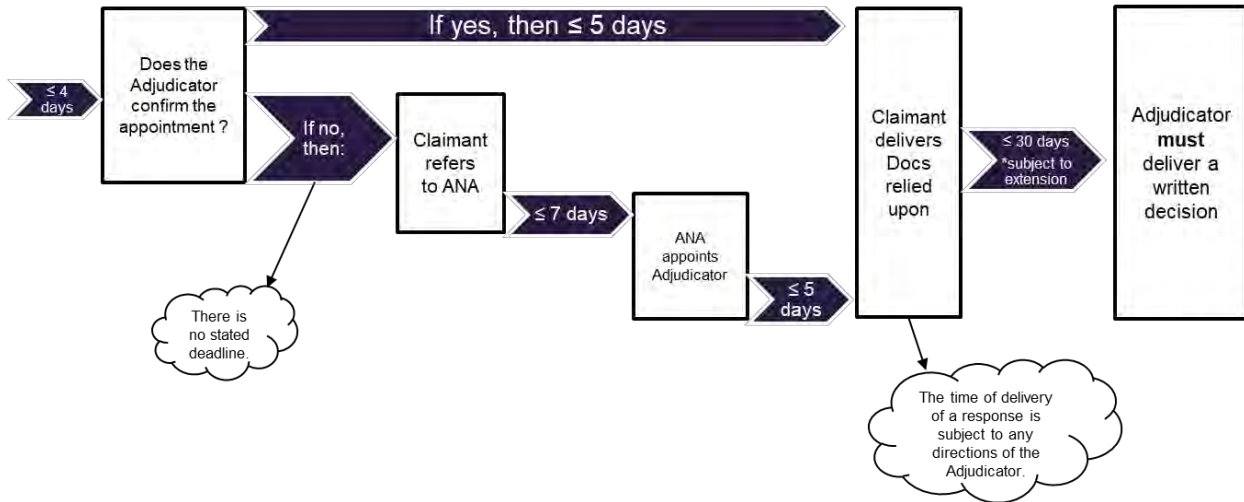 ≤ 4
days
Does the
Adjudicator
confirm the
appointment ?
If yes, then ≤ 5 days
If no,
then:
There is
no stated
deadline.
Claimant
refers
to ANA
≤ 7 days
ANA
appoints
Adjudicator
≤ 5
days
Claimant
delivers
Docs
relied
upon
The time of delivery
of a response is
subject to any
directions of the
Adjudicator.
≤ 30 days
*subject to
extension
Adjudicator
must
deliver a
written
decision